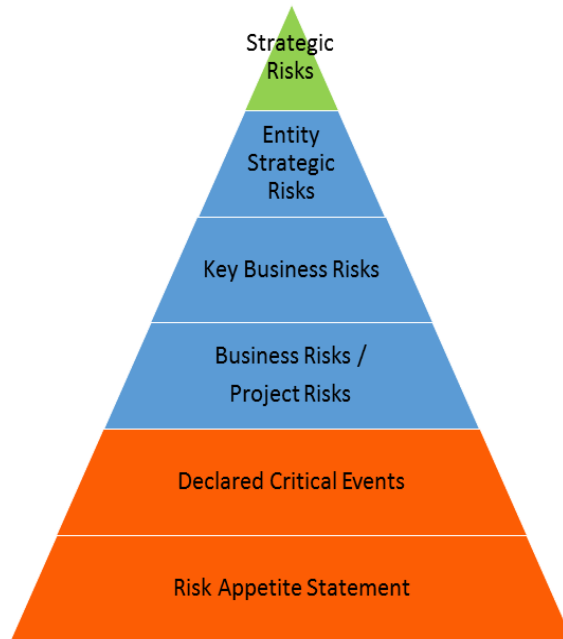 Strategic
Risks
Entity
Strategic
Risks
Key Business Risks
Business Risks /
Project Risks
Declared Critical Events
Risk Appetite Statement